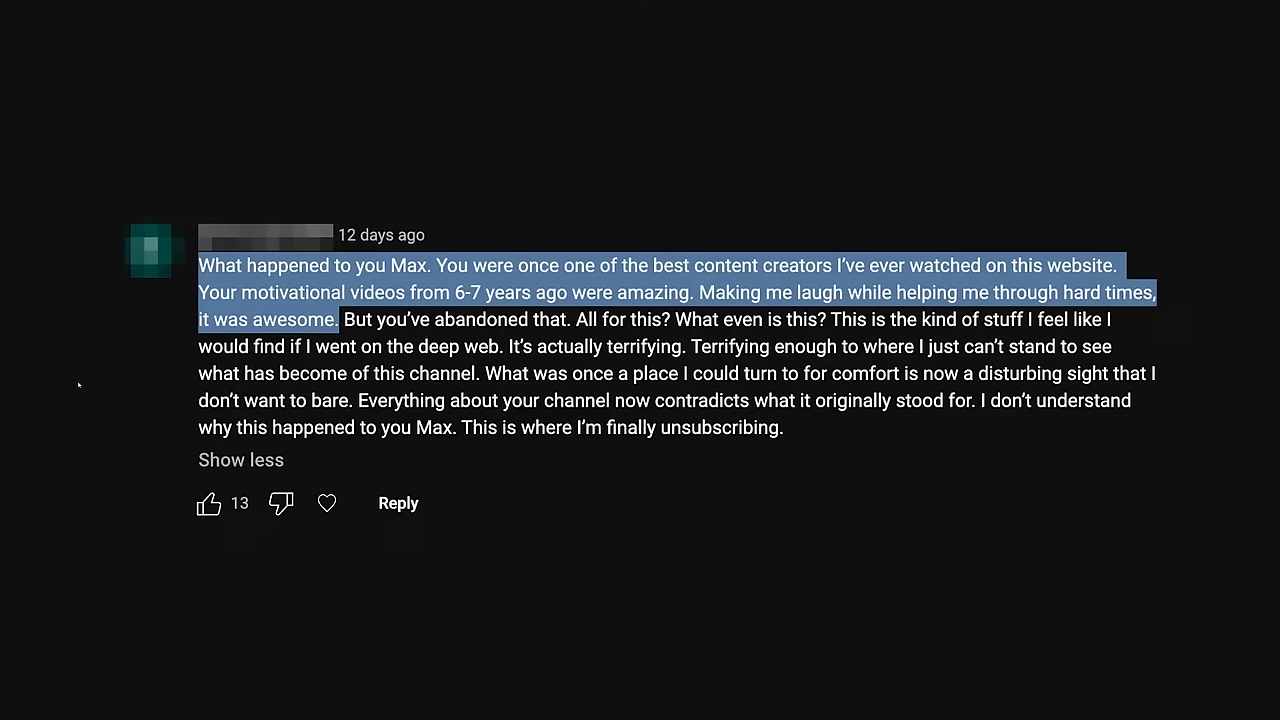 12 days ago
What happened to you Max. You were once one of the best content creators I’ve ever watched on this website.
Your motivational videos from 6-7 years ago were amazing. Making me laugh while helping me through hard times,
it was awesome. But you’ve abandoned that. All for this? What even is this? This is the kind of stuff I feel like I
would find if I went on the deep web. It’s actually terrifying. Terrifying enough to where I just can’t stand to see
what has become of this channel. What was once a place I could turn to for comfort is now a disturbing sight that I
don’t want to bare. Everything about your channel now contradicts what it originally stood for. I don’t understand
why this happened to you Max. This is where I’m finally unsubscribing.
Show less
13 Reply